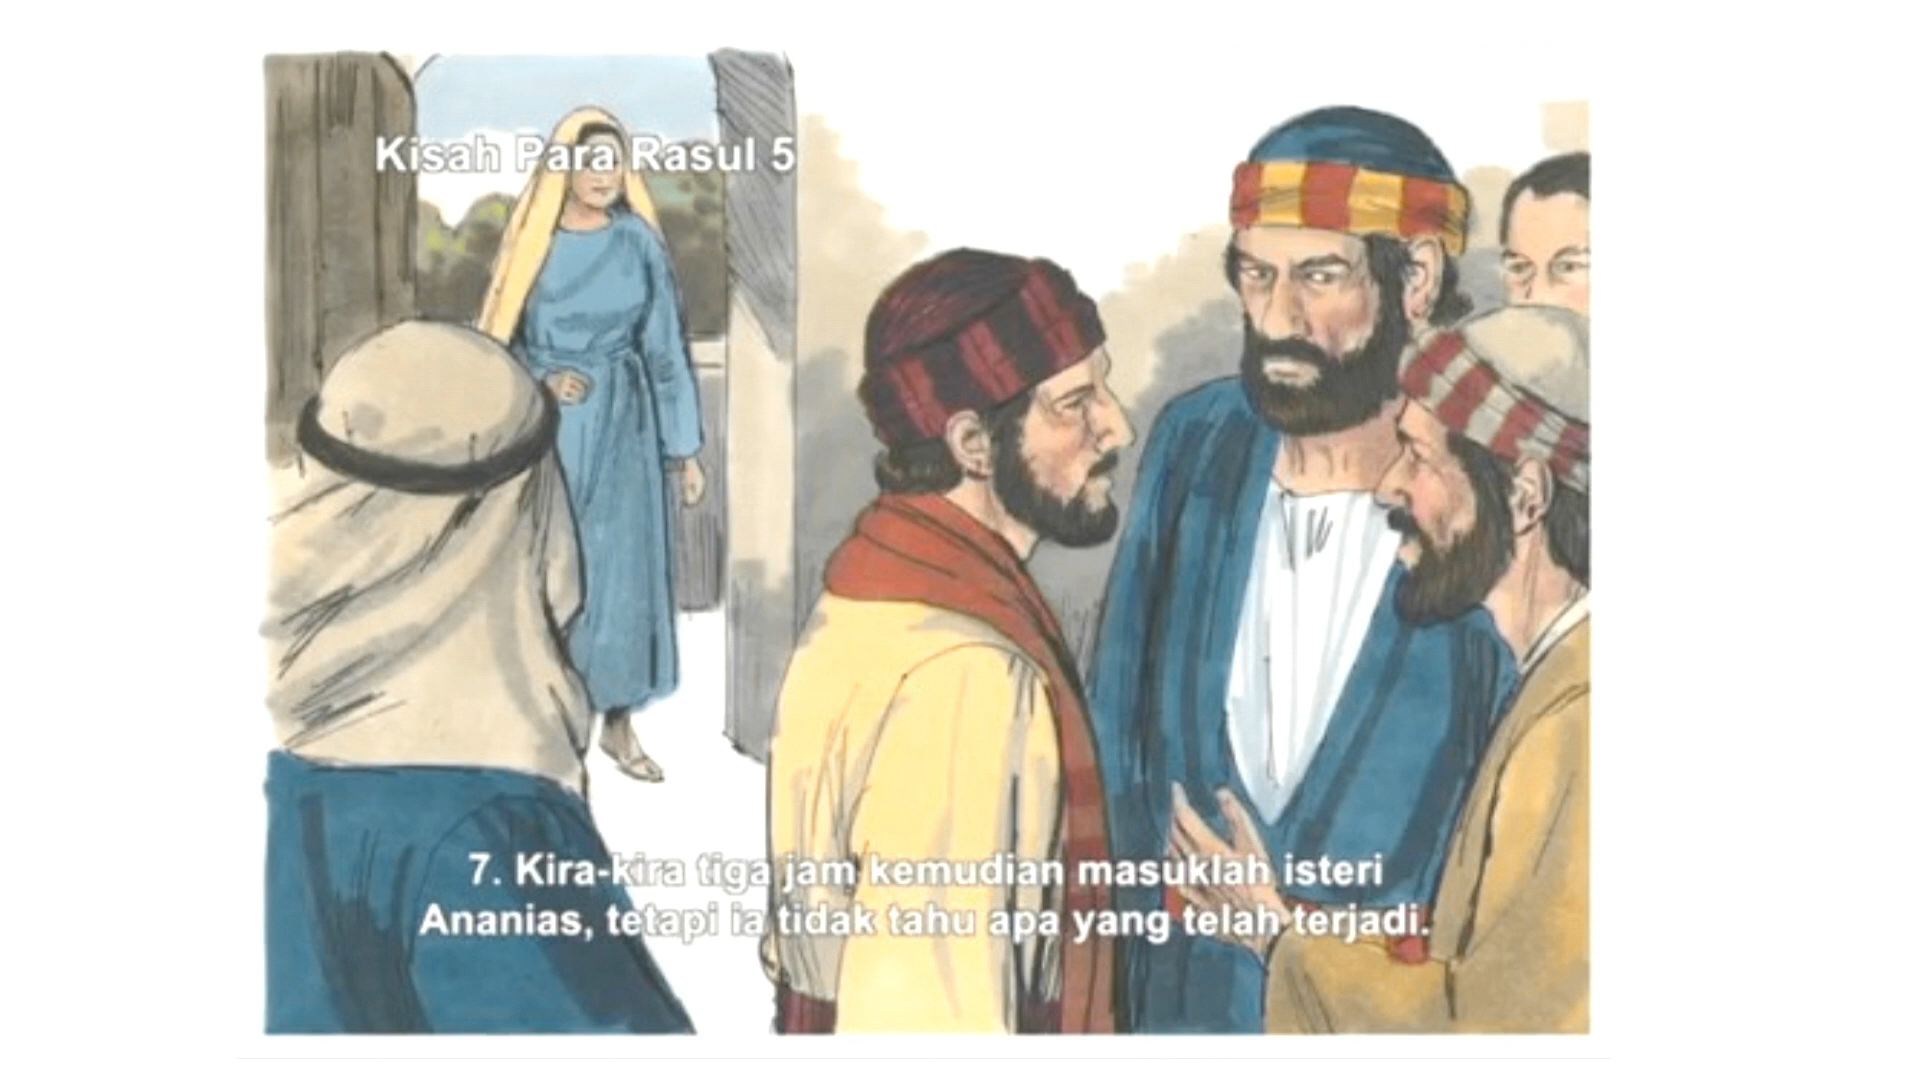 Kisah Para Rasul 5
7. Kira-kira tiga jam kemudian masuklah isteri
Ananias, tetapi ia tidak tahu apa yang telah terjadi.